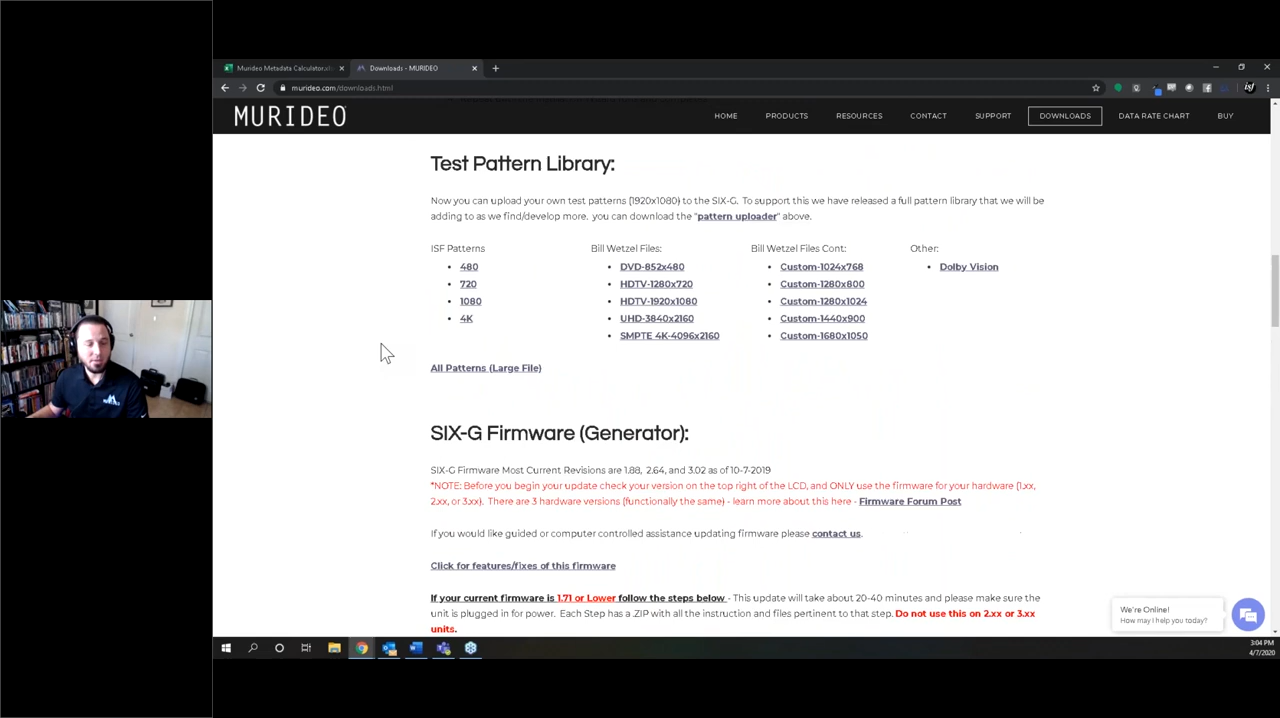 Murideo Metadata Calculator.xls
Downloads - MURIDEO
murideo.com/downloads.html
MURIDEO
HOME PRODUCTS RESOURCES CONTACT SUPPORT DOWNLOADS DATA RATE CHART BUY
Test Pattern Library:
Now you can upload your own test patterns (1920x1080) to the SIX-G. To support this we have released a full pattern library that we will be
adding to as we find/develop more. you can download the "pattern uploader" above.
ISF Patterns
480
720
1080
4K
Bill Wetzel Files:
DVD-852x480
HDTV-1280x720
HDTV-1920x1080
UHD-3840x2160
SMPTE 4K-4096x2160
Bill Wetzel Files Cont:
Custom-1024x768
Custom-1280x800
Custom-1280x1024
Custom-1440x900
Custom-1680x1050
Other:
Dolby Vision
All Patterns (Large File)
SIX-G Firmware (Generator):
SIX-G Firmware Most Current Revisions are 1.88, 2.64, and 3.02 as of 10-7-2019
*NOTE: Before you begin your update check your version on the top right of the LCD, and ONLY use the firmware for your hardware (1.xx,
2.xx, or 3.xx). There are 3 hardware versions (functionally the same) - learn more about this here - Firmware Forum Post
If you would like guided or computer controlled assistance updating firmware please contact us.
Click for features/fixes of this firmware
If your current firmware is 1.71 or Lower follow the steps below - This update will take about 20-40 minutes and please make sure the
unit is plugged in for power. Each Step has a .ZIP with all the instruction and files pertinent to that step. Do not use this on 2.xx or 3.xx
units.
We're Online!
How may I help you today?
3:04 PM
4/7/2020